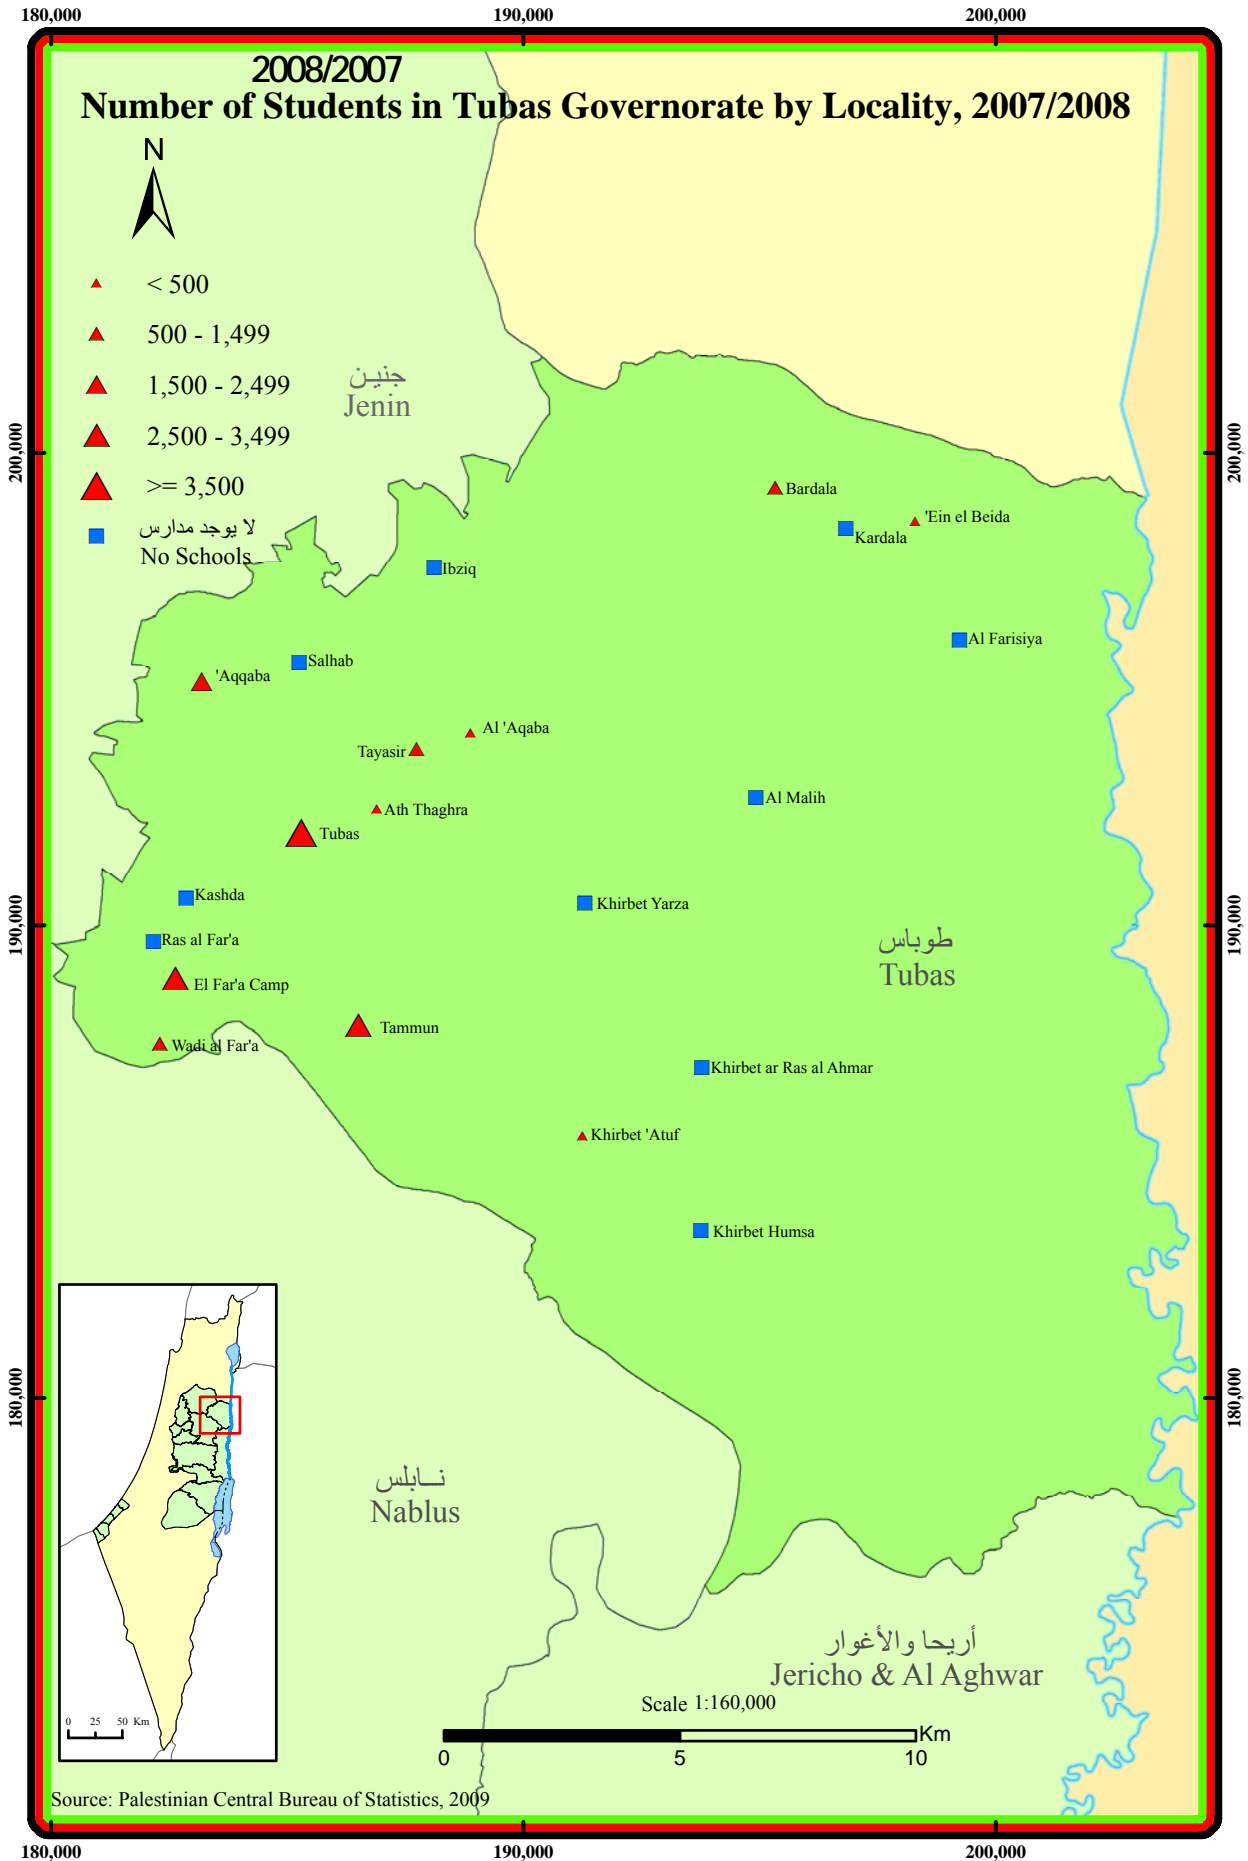 180,000
190,000
200,000
2008/2007
Number of Students in Tubas Governorate by Locality, 2007/2008
N
< 500
500 - 1,499
1,500 - 2,499
2,500 - 3,499
>= 3,500
لا يوجد مدارس
No Schools
جنين
Jenin
200,000
200,000
Bardala
'Ein el Beida
Kardala
Ibziq
Al Farisiya
Salhab
'Aqqaba
Al 'Aqaba
Tayasir
Al Malih
Ath Thaghra
Tubas
Kashda
Khirbet Yarza
190,000
190,000
Ras al Far'a
طوباس
Tubas
El Far'a Camp
Tammun
Wadi al Far'a
Khirbet ar Ras al Ahmar
Khirbet 'Atuf
Khirbet Humsa
180,000
180,000
نــابلس
Nablus
أريحا والأغوار
Jericho & Al Aghwar
Scale 1:160,000
0 25 50 Km
Km
0 5 10
Source: Palestinian Central Bureau of Statistics, 2009
180,000
190,000
200,000